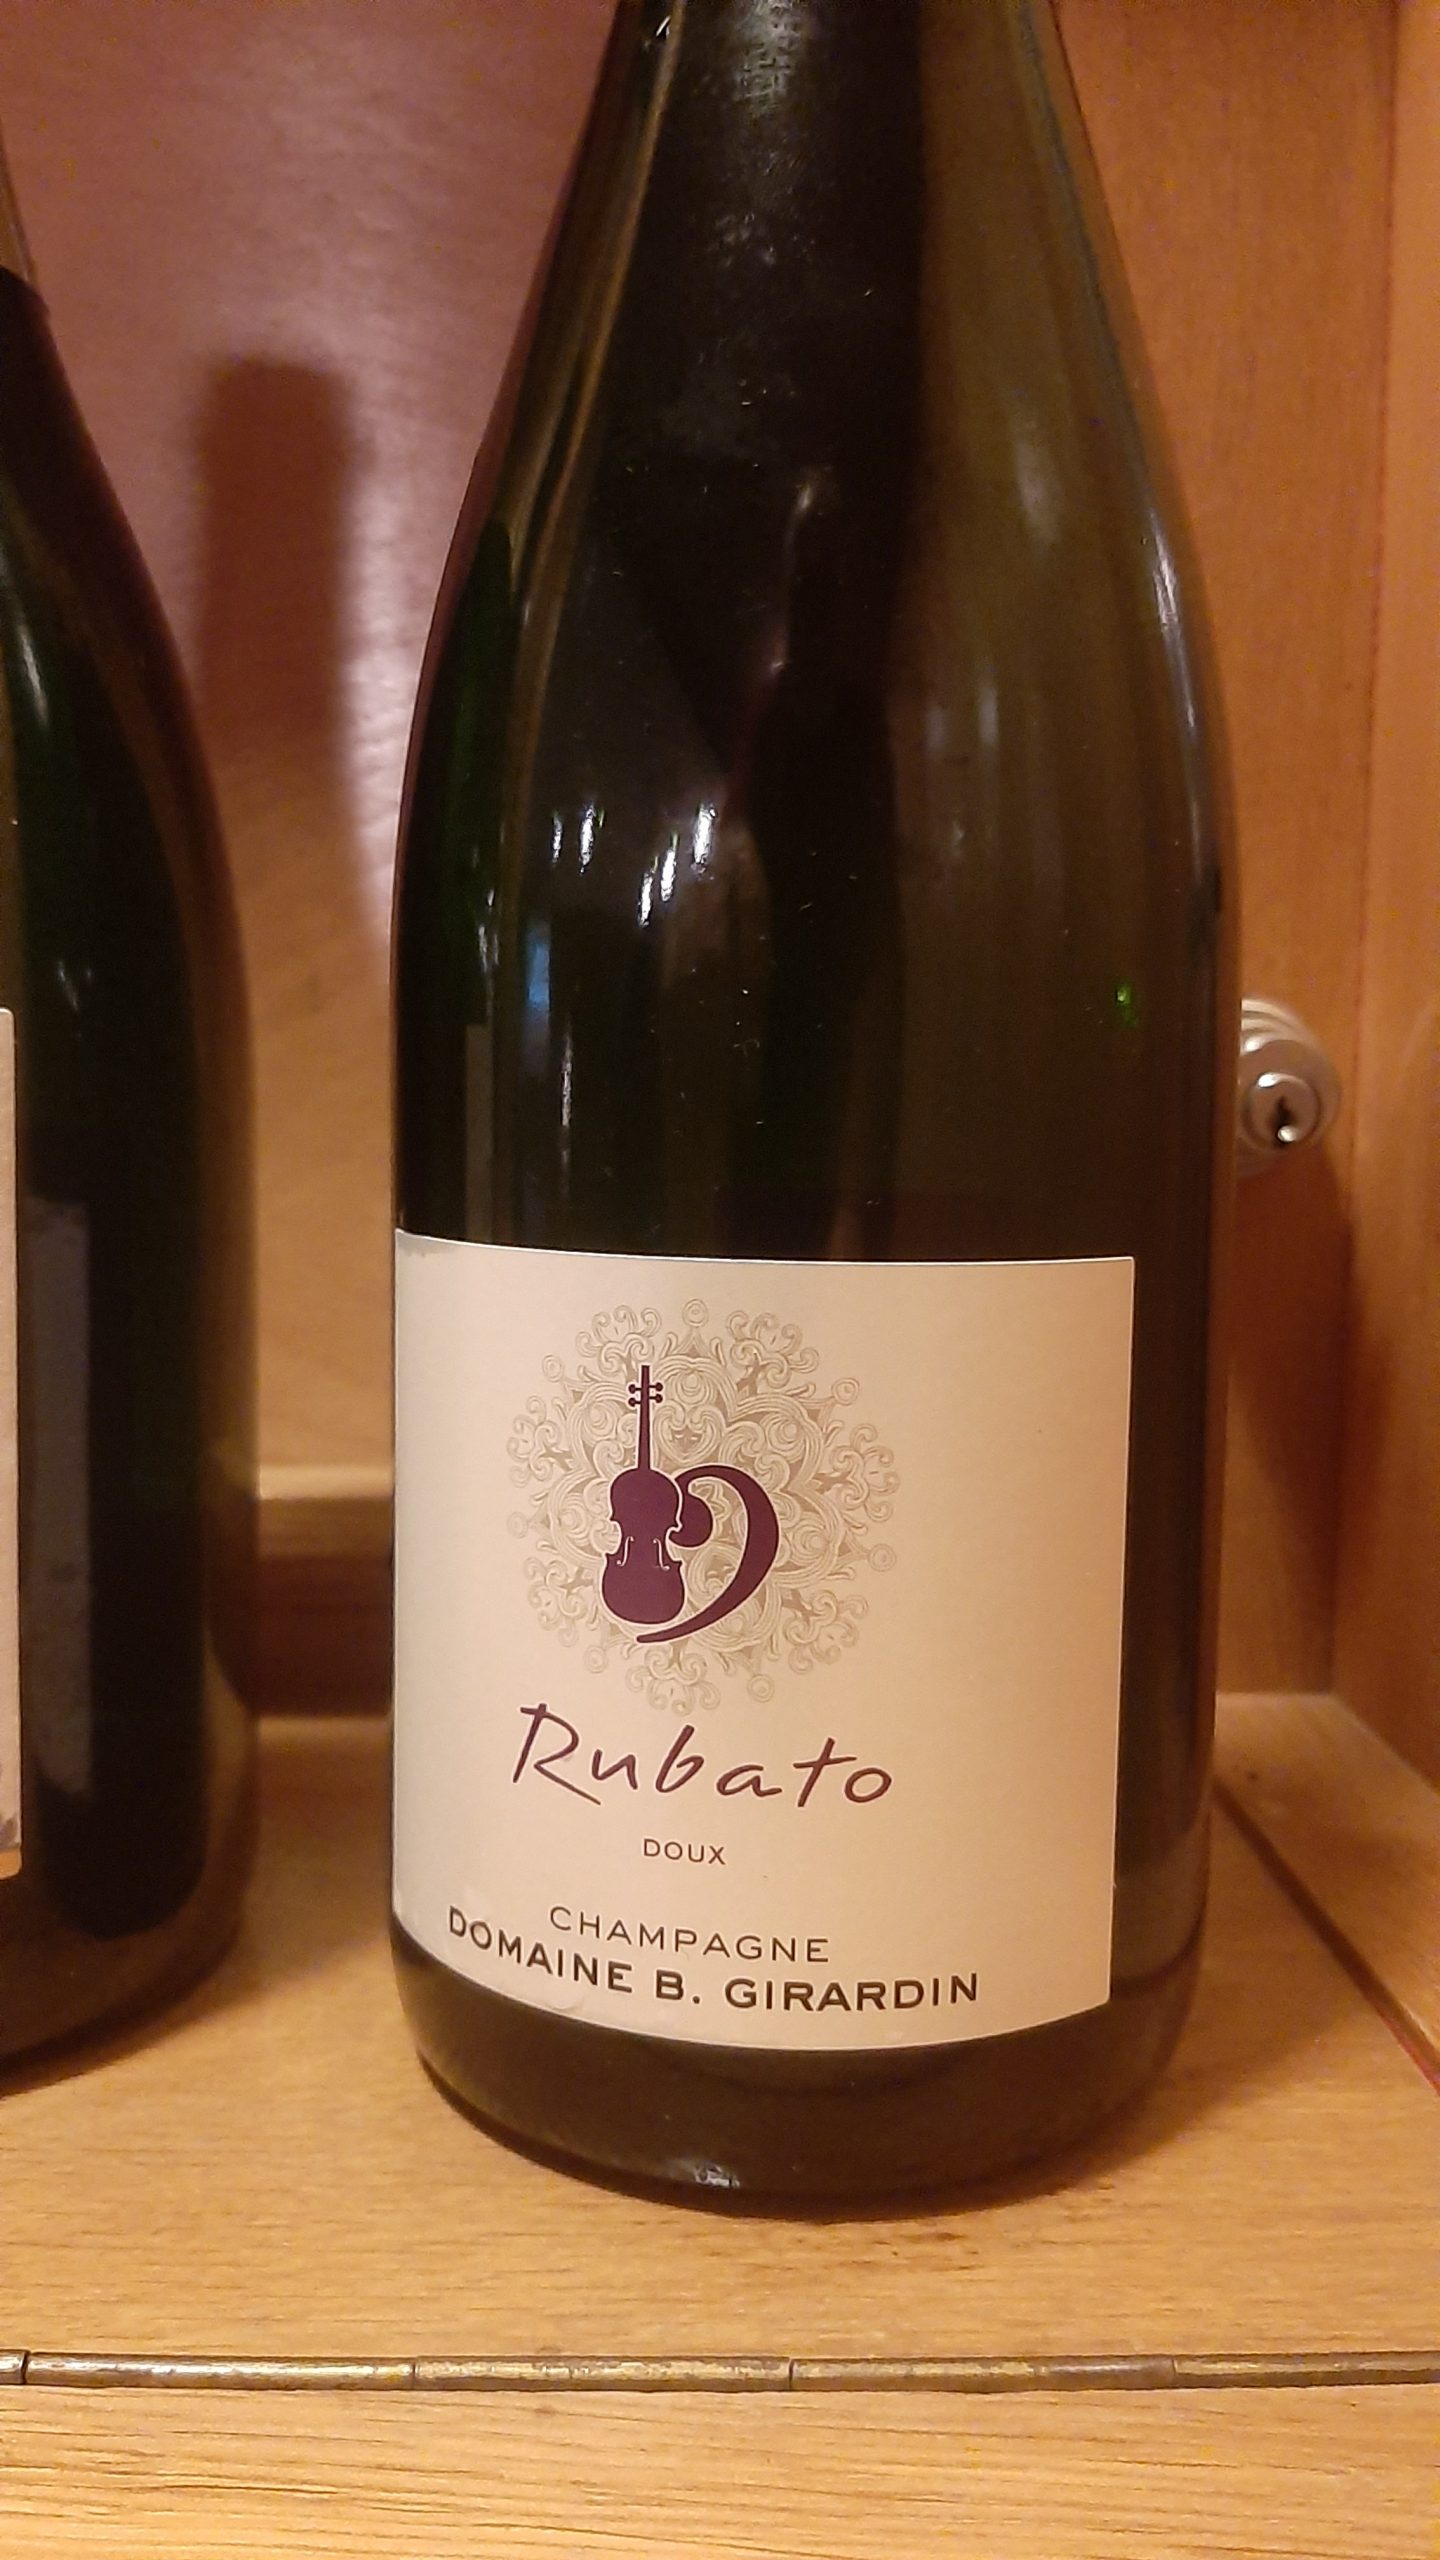 Rubato
DOUX
CHAMPAGNE
DOMAINE B. GIRARDIN